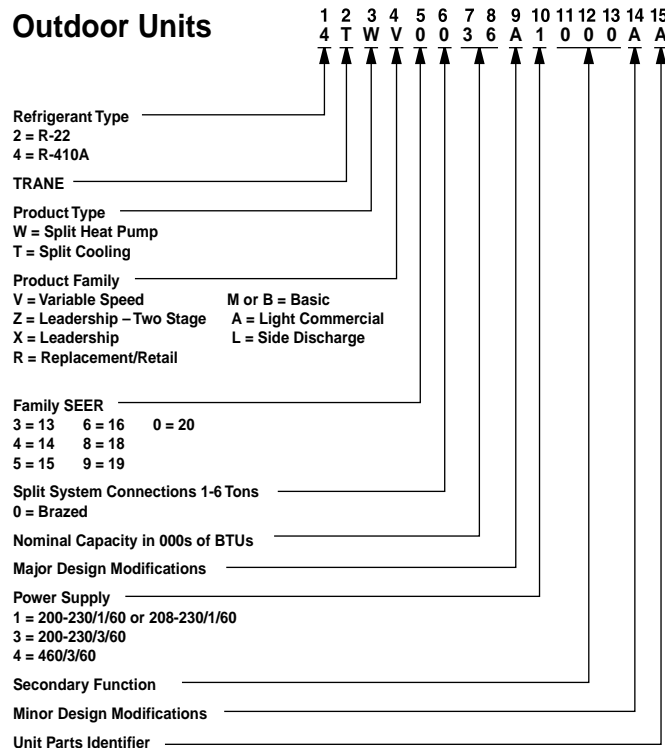 Outdoor Units
1 2 3 4 5 6 7 8 9 10 11 12 13 14 15
4 T W V 0 0 3 6 A 1 0 0 0 A A
Refrigerant Type
2 = R-22
4 = R-410A
TRANE
Product Type
W = Split Heat Pump
T = Split Cooling
Product Family
V = Variable Speed M or B = Basic
Z = Leadership – Two Stage A = Light Commercial
X = Leadership L = Side Discharge
R = Replacement/Retail
Family SEER
3 = 13 6 = 16 0 = 20
4 = 14 8 = 18
5 = 15 9 = 19
Split System Connections 1-6 Tons
0 = Brazed
Nominal Capacity in 000s of BTUs
Major Design Modifications
Power Supply
1 = 200-230/1/60 or 208-230/1/60
3 = 200-230/3/60
4 = 460/3/60
Secondary Function
Minor Design Modifications
Unit Parts Identifier